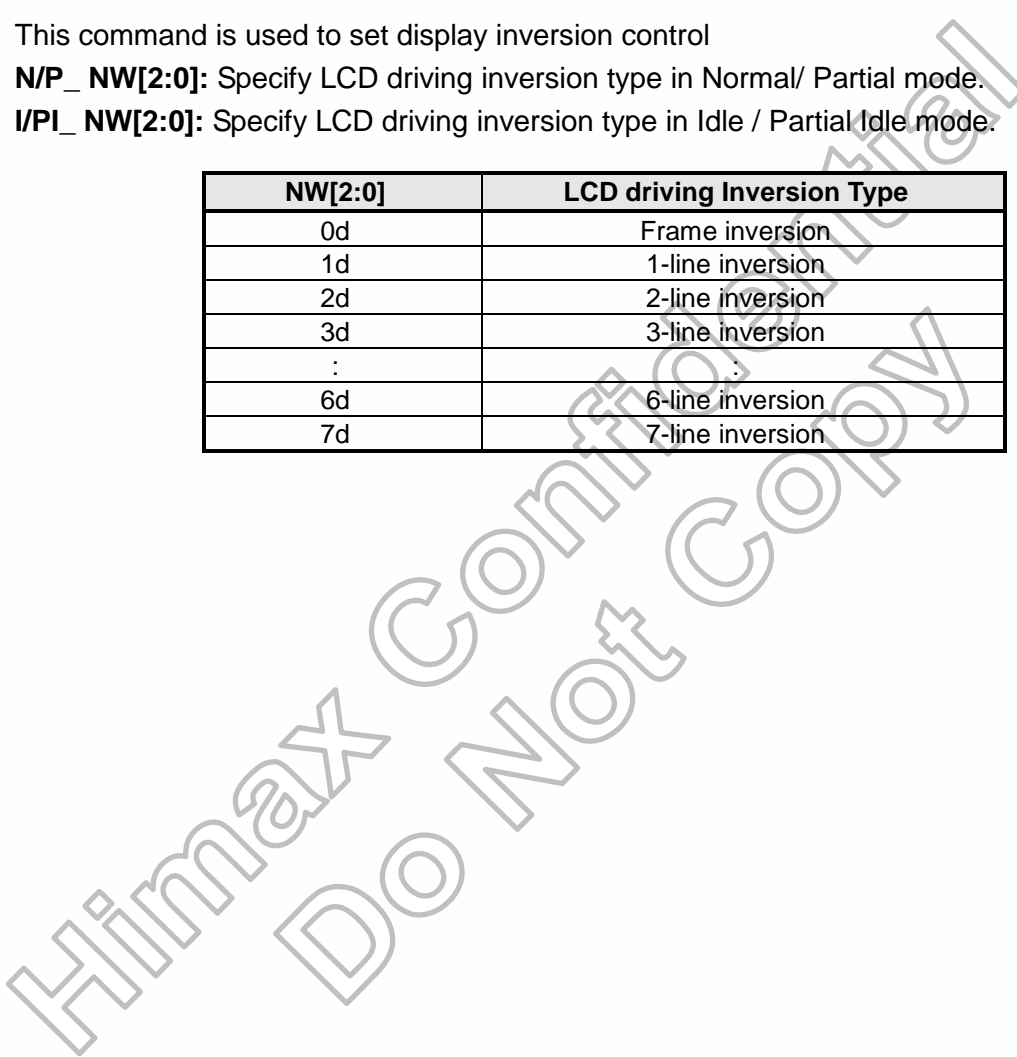 This command is used to set display inversion control
N/P_ NW[2:0]: Specify LCD driving inversion type in Normal/ Partial mode.
I/PI_ NW[2:0]: Specify LCD driving inversion type in Idle / Partial Idle mode.
NW[2:0] LCD driving Inversion Type
0d Frame inversion
1d 1-line inversion
2d 2-line inversion
3d 3-line inversion
: :
6d 6-line inversion
7d 7-line inversion
Himax Confidential
Do Not Copy